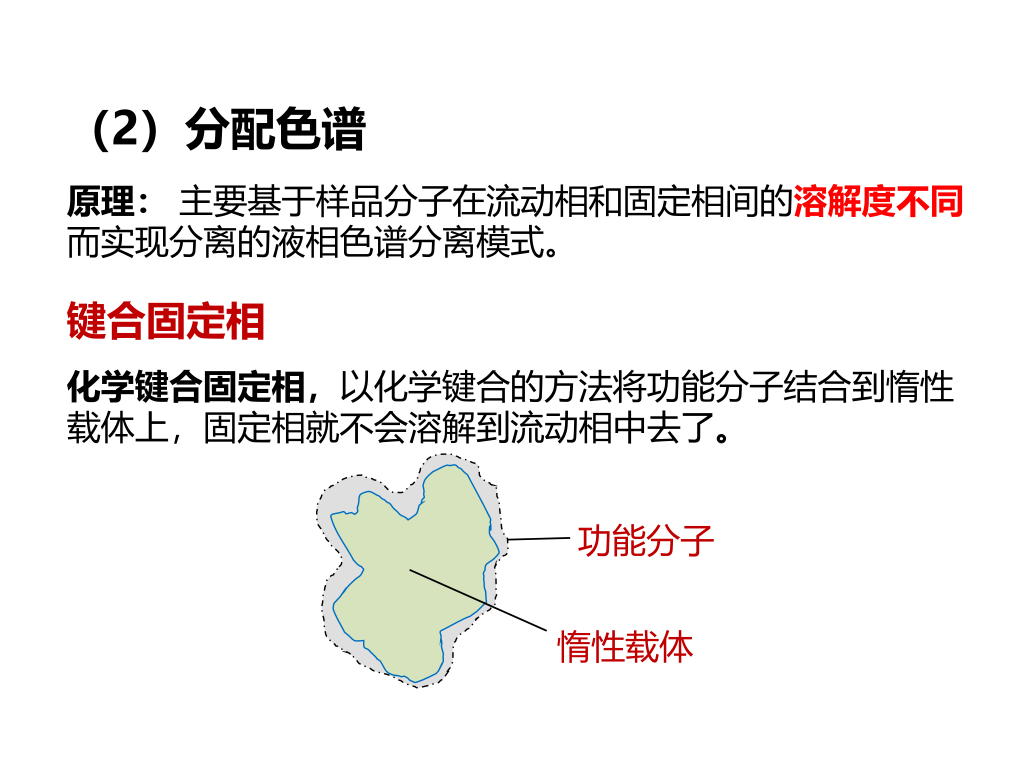 （2）分配色谱
原理： 主要基于样品分子在流动相和固定相间的溶解度不同
而实现分离的液相色谱分离模式。
键合固定相
化学键合固定相，以化学键合的方法将功能分子结合到惰性
载体上，固定相就不会溶解到流动相中去了。
功能分子
惰性载体